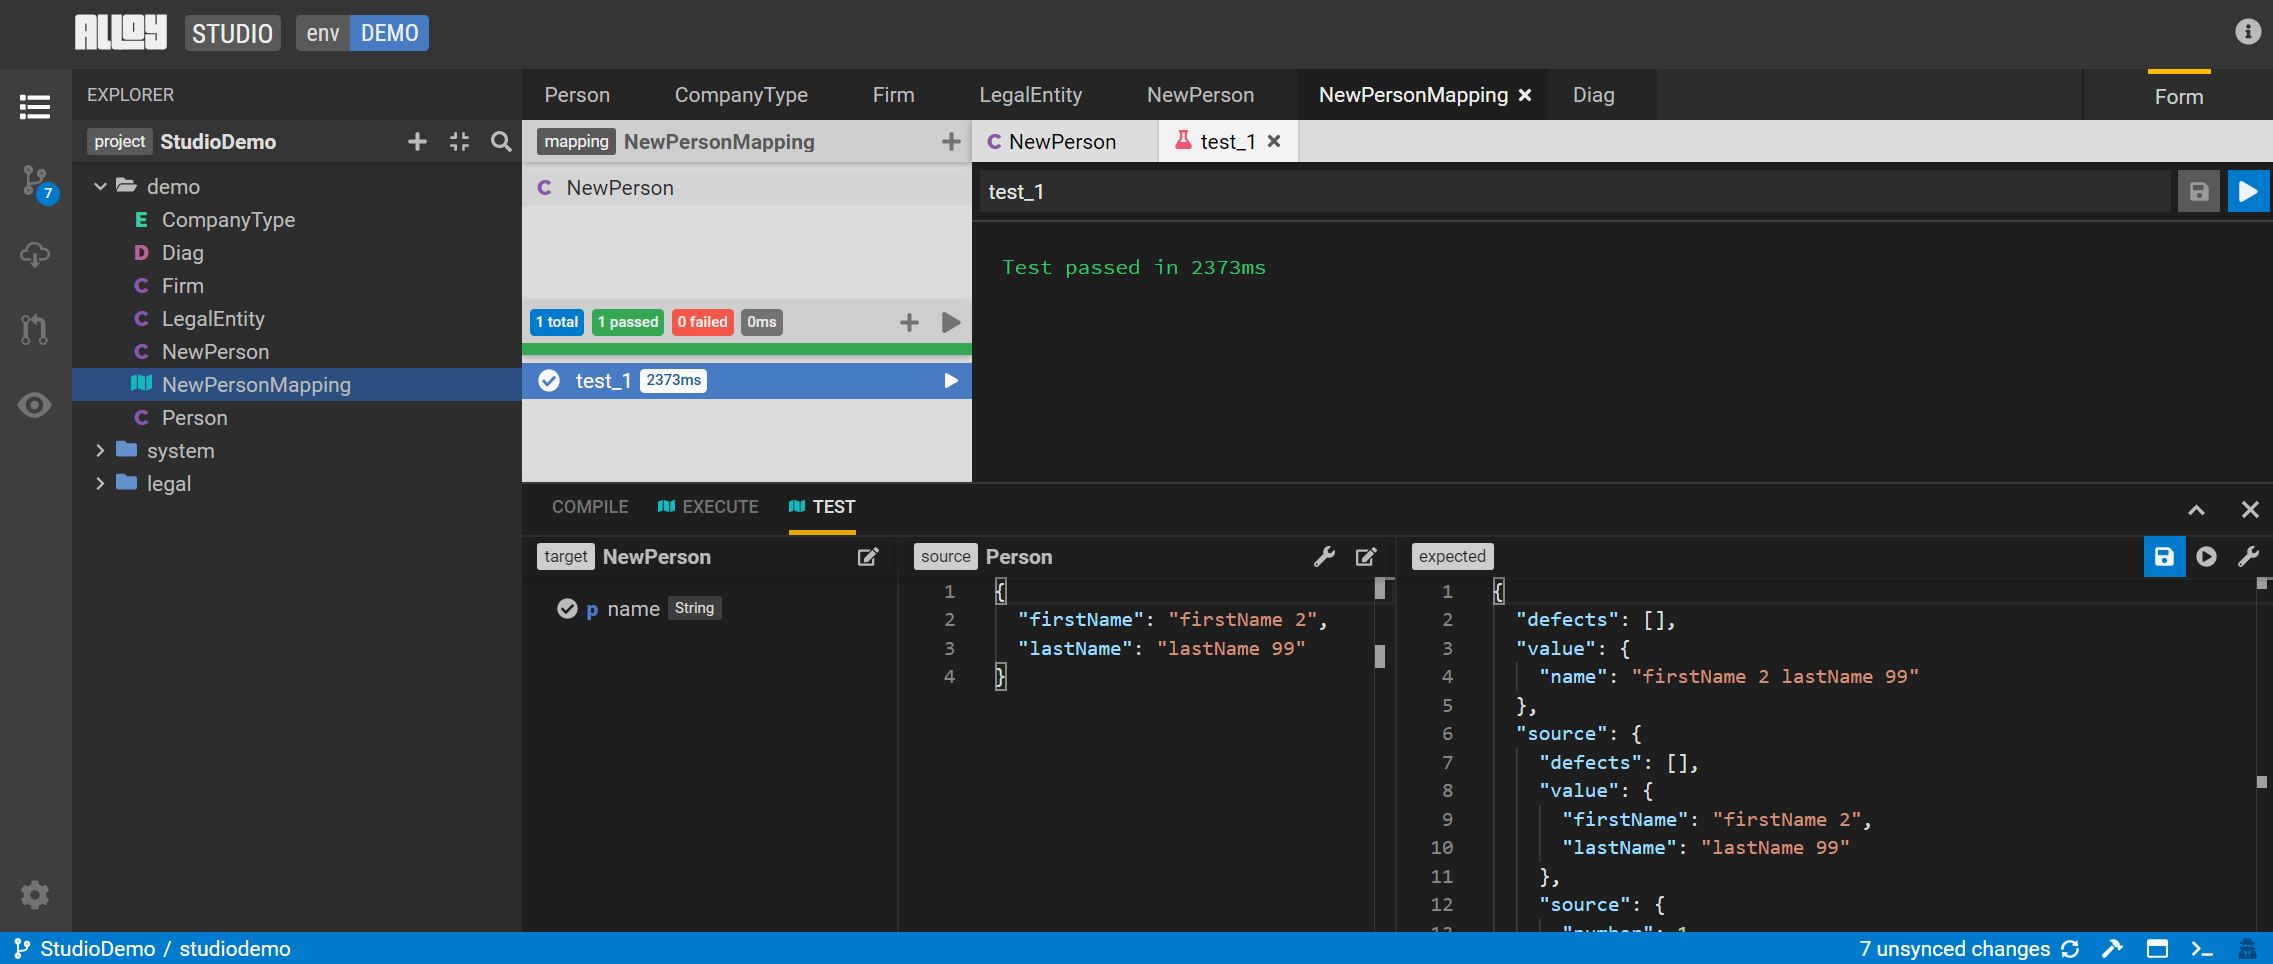 ALLOY STUDIO env DEMO
EXPLORER
Person CompanyType Firm LegalEntity NewPerson NewPersonMapping Diag Form
project StudioDemo
demo
E CompanyType
D Diag
C Firm
C LegalEntity
C NewPerson
NewPersonMapping
C Person
system
legal
7
mapping NewPersonMapping
C NewPerson
1 total 1 passed 0 failed 0ms
test_1 2373ms
C NewPerson test_1
test_1
Test passed in 2373ms
COMPILE EXECUTE TEST
target NewPerson
p name String
source Person
1 {
2 "firstName": "firstName 2",
3 "lastName": "lastName 99"
4 }
expected
1 {
2 "defects": [],
3 "value": {
4 "name": "firstName 2 lastName 99"
5 },
6 "source": {
7 "defects": [],
8 "value": {
9 "firstName": "firstName 2",
10 "lastName": "lastName 99"
11 },
12 "source": {
13 "number": 1
StudioDemo / studiodemo
7 unsynced changes